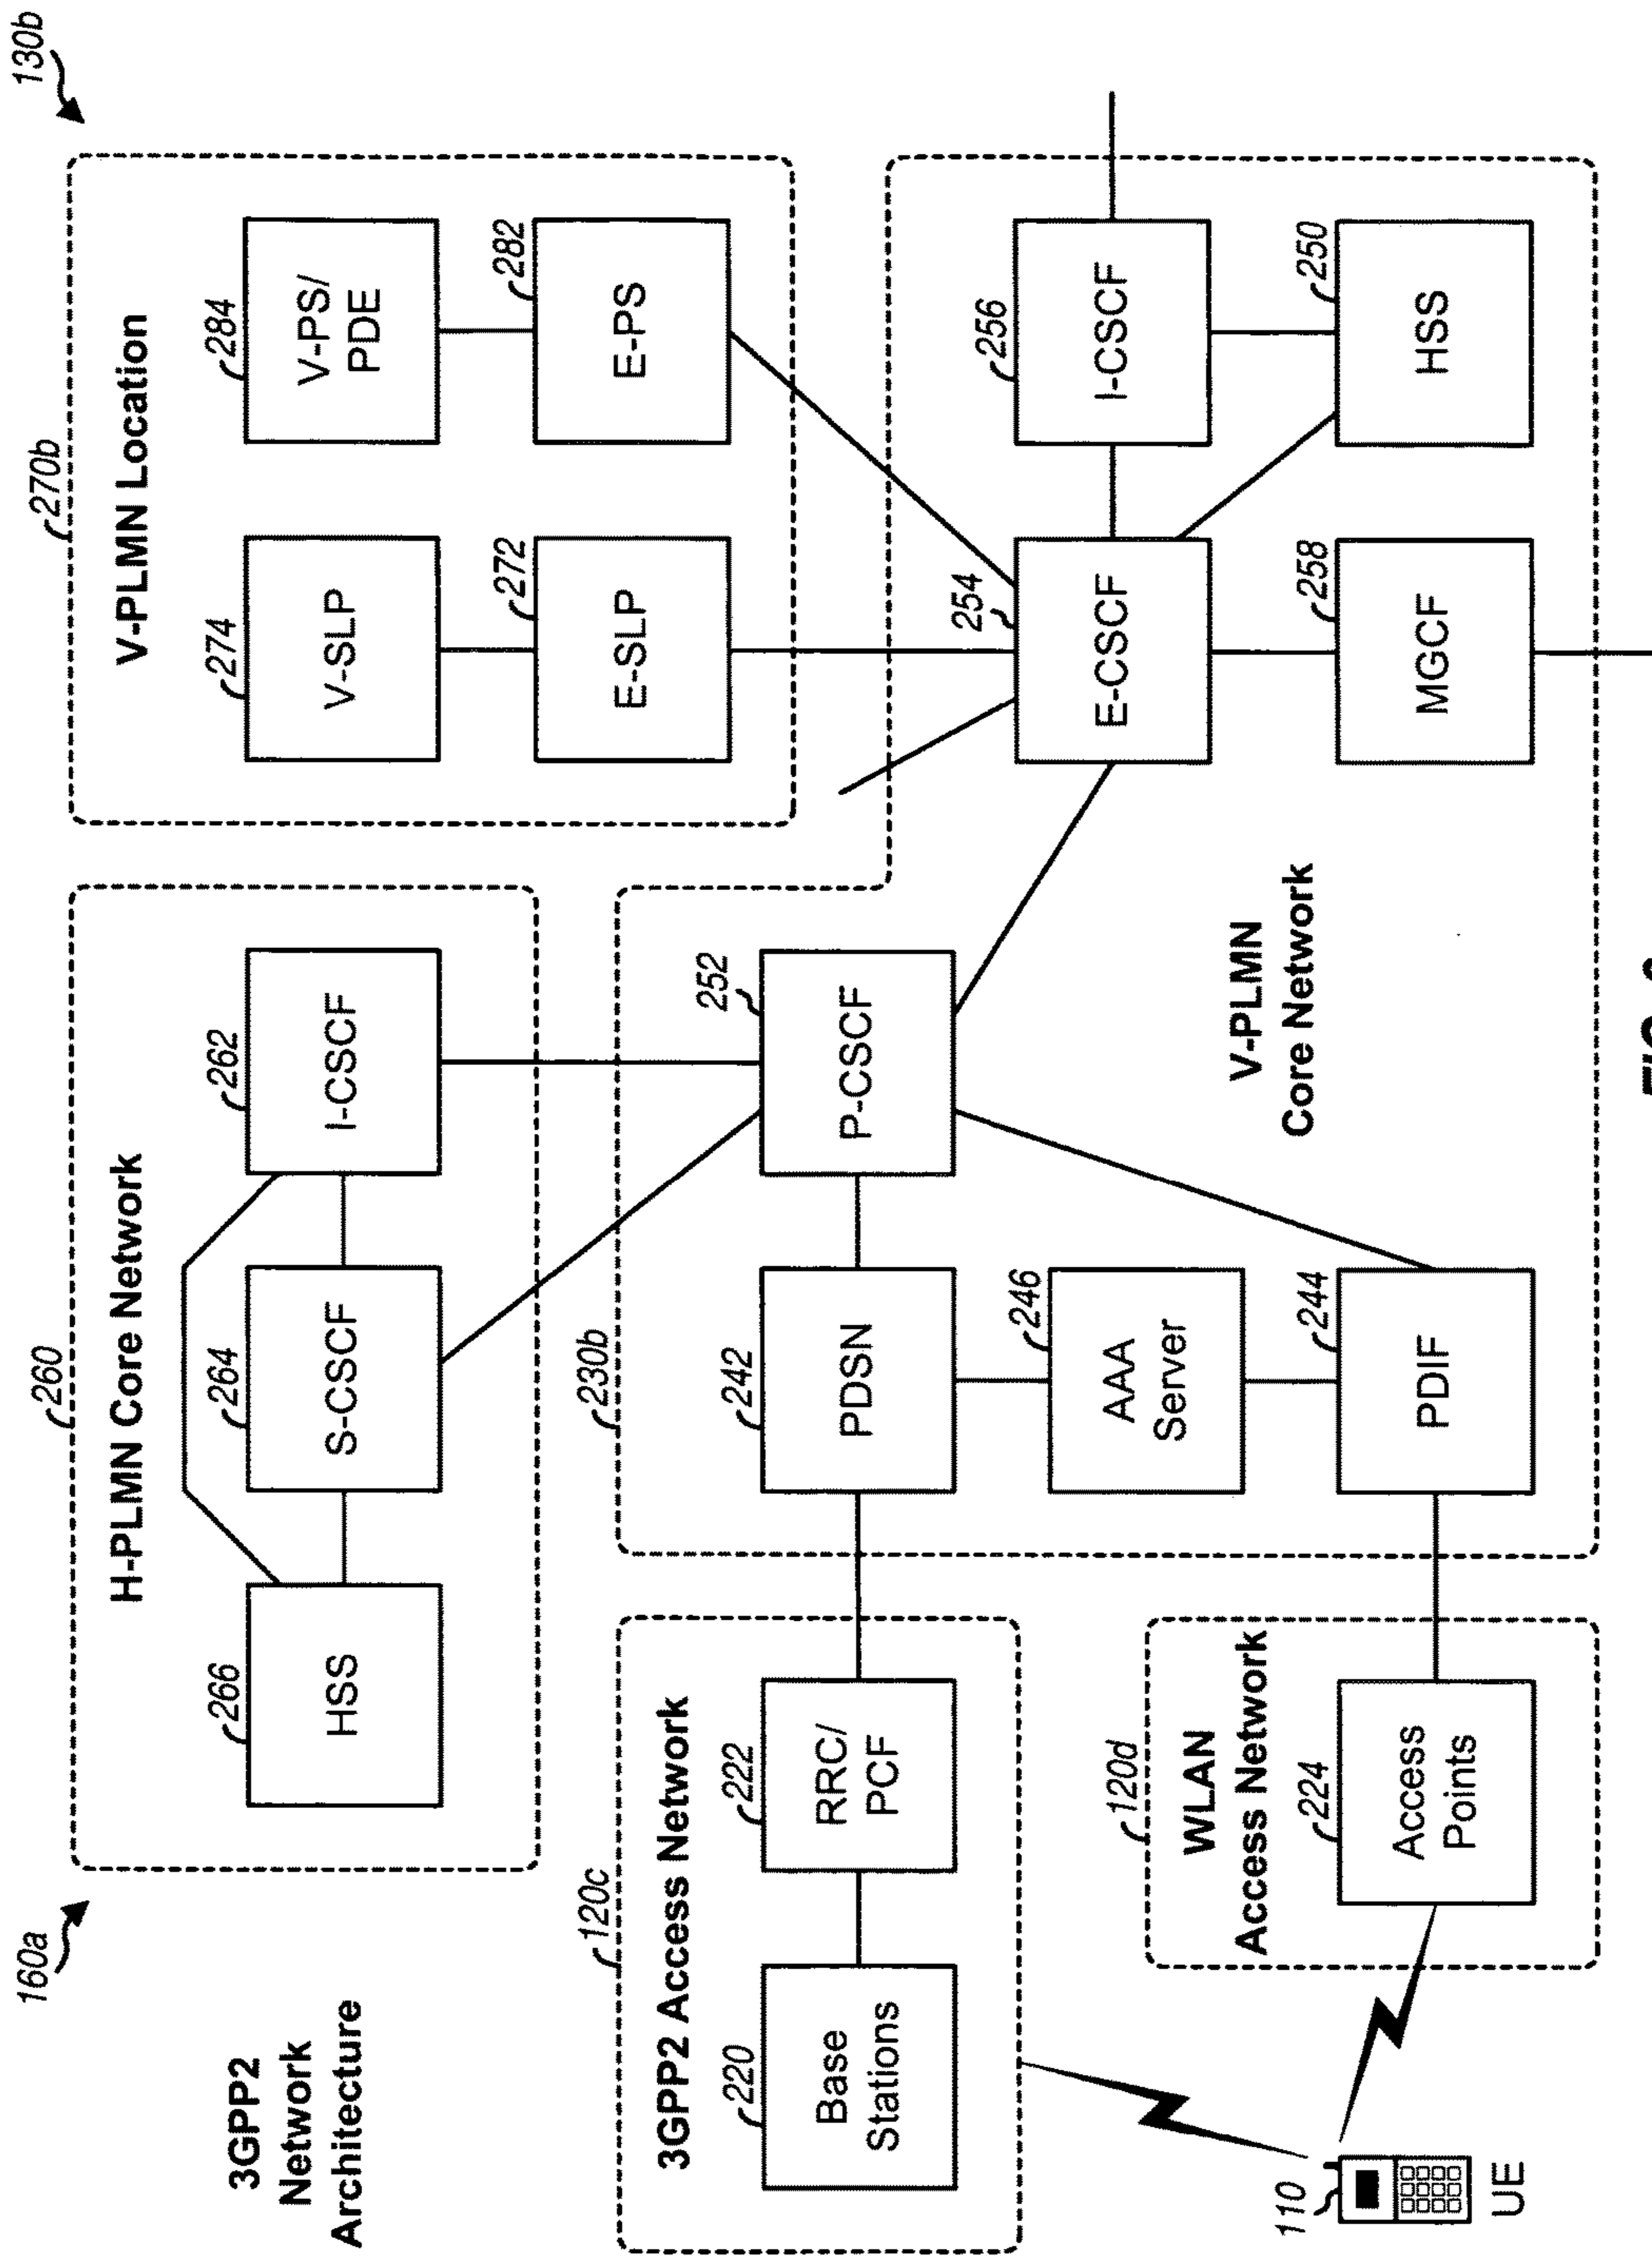 160a
130b
3GPP2
Network
Architecture
260
H-PLMN Core Network
266
HSS
264
S-CSCF
262
I-CSCF
270b
V-PLMN Location
274
V-SLP
284
V-PS/
PDE
272
E-SLP
282
E-PS
120c
3GPP2 Access Network
220
Base
Stations
222
RRC/
PCF
230b
242
PDSN
252
P-CSCF
246
AAA
Server
244
PDIF
254
E-CSCF
256
I-CSCF
258
MGCF
250
HSS
V-PLMN
Core Network
120d
WLAN
Access Network
224
Access
Points
110
UE
FIG.